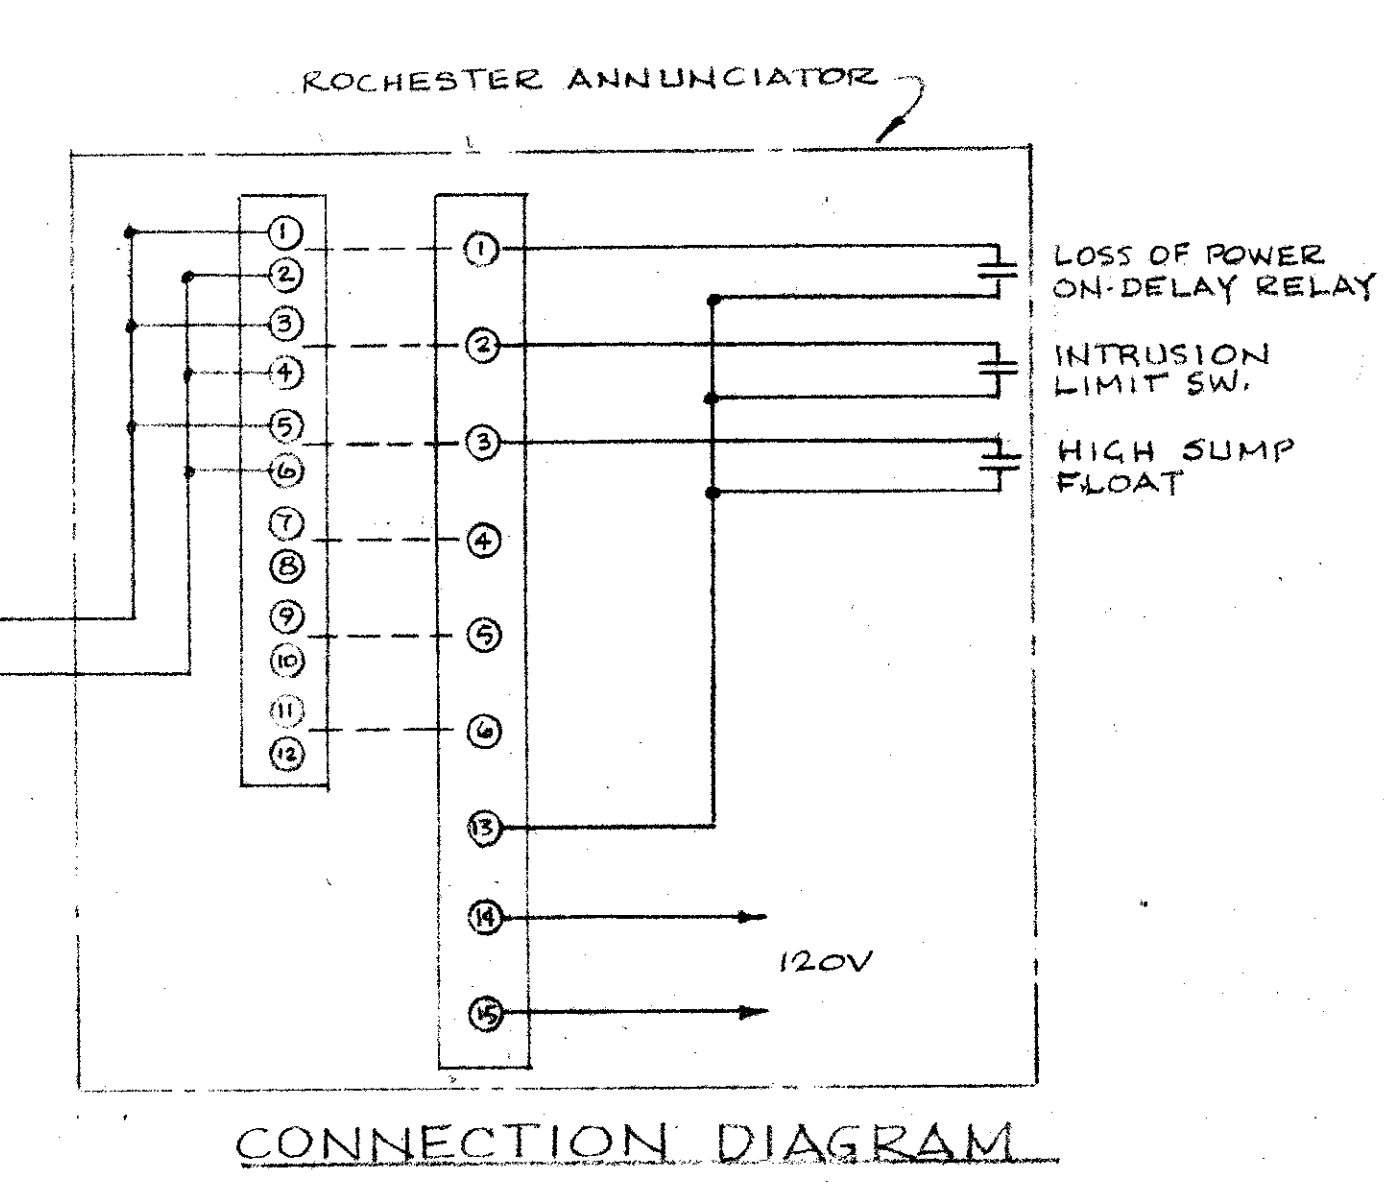 ROCHESTER ANNUNCIATOR
1
2
3
4
5
6
7
8
9
10
11
12
1
2
3
4
5
6
13
14
15
LOSS OF POWER
ON-DELAY RELAY
INTRUSION
LIMIT SW.
HIGH SUMP
FLOAT
120V
CONNECTION DIAGRAM